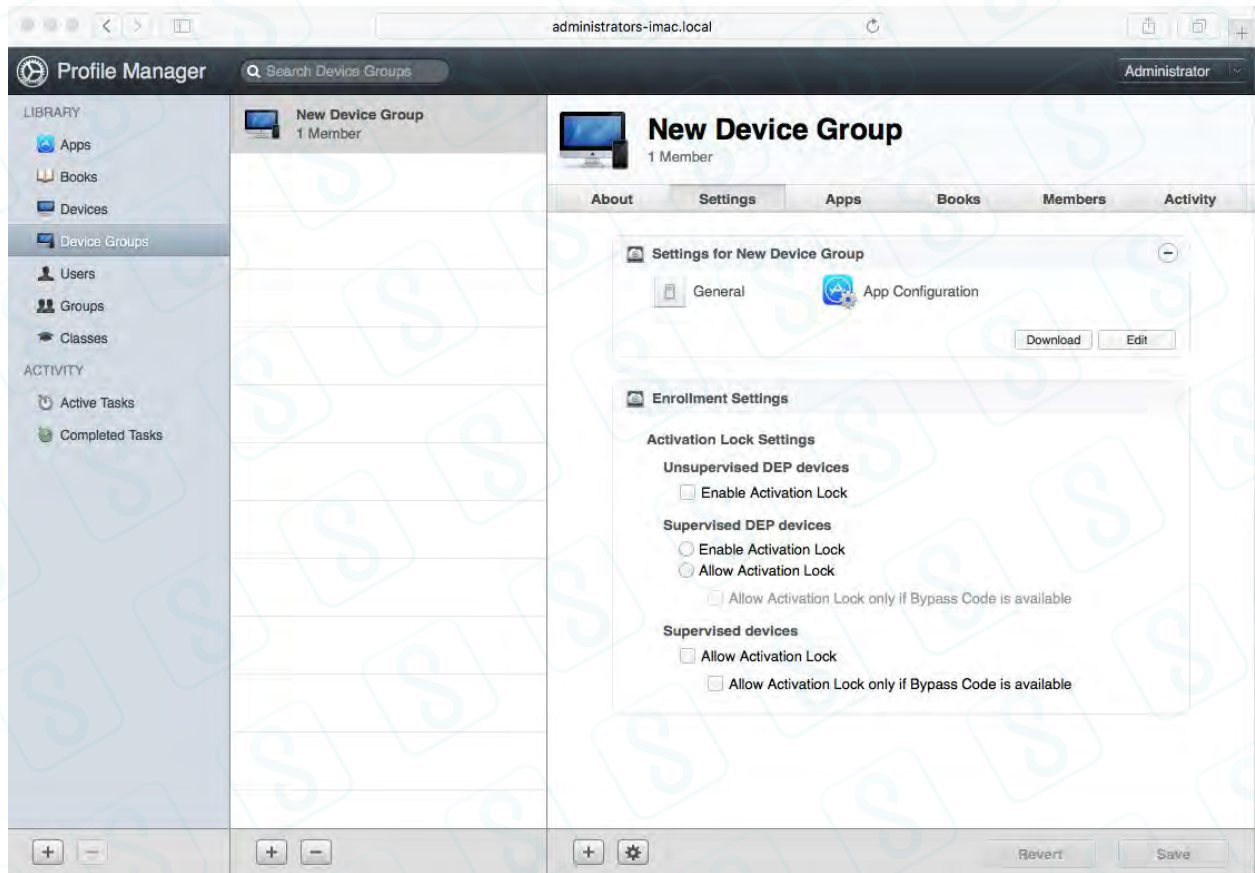 administrators-imac.local
Profile Manager
Search Device Groups
Administrator
LIBRARY
Apps
Books
Devices
Device Groups
Users
Groups
Classes
ACTIVITY
Active Tasks
Completed Tasks
New Device Group
1 Member
New Device Group
1 Member
About Settings Apps Books Members Activity
Settings for New Device Group
General App Configuration
Download Edit
Enrollment Settings
Activation Lock Settings
Unsupervised DEP devices
Enable Activation Lock
Supervised DEP devices
Enable Activation Lock
Allow Activation Lock
Allow Activation Lock only if Bypass Code is available
Supervised devices
Allow Activation Lock
Allow Activation Lock only if Bypass Code is available
Revert Save